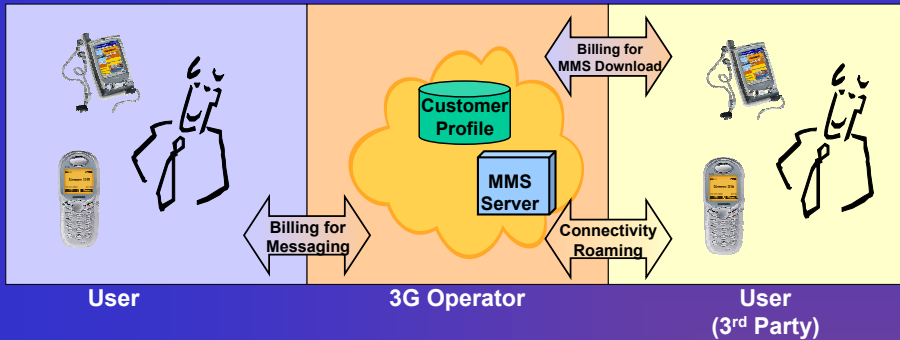 Billing for
MMS Download
Customer
Profile
MMS
Server
Billing for
Messaging
Connectivity
Roaming
User
3G Operator
User
(3rd Party)